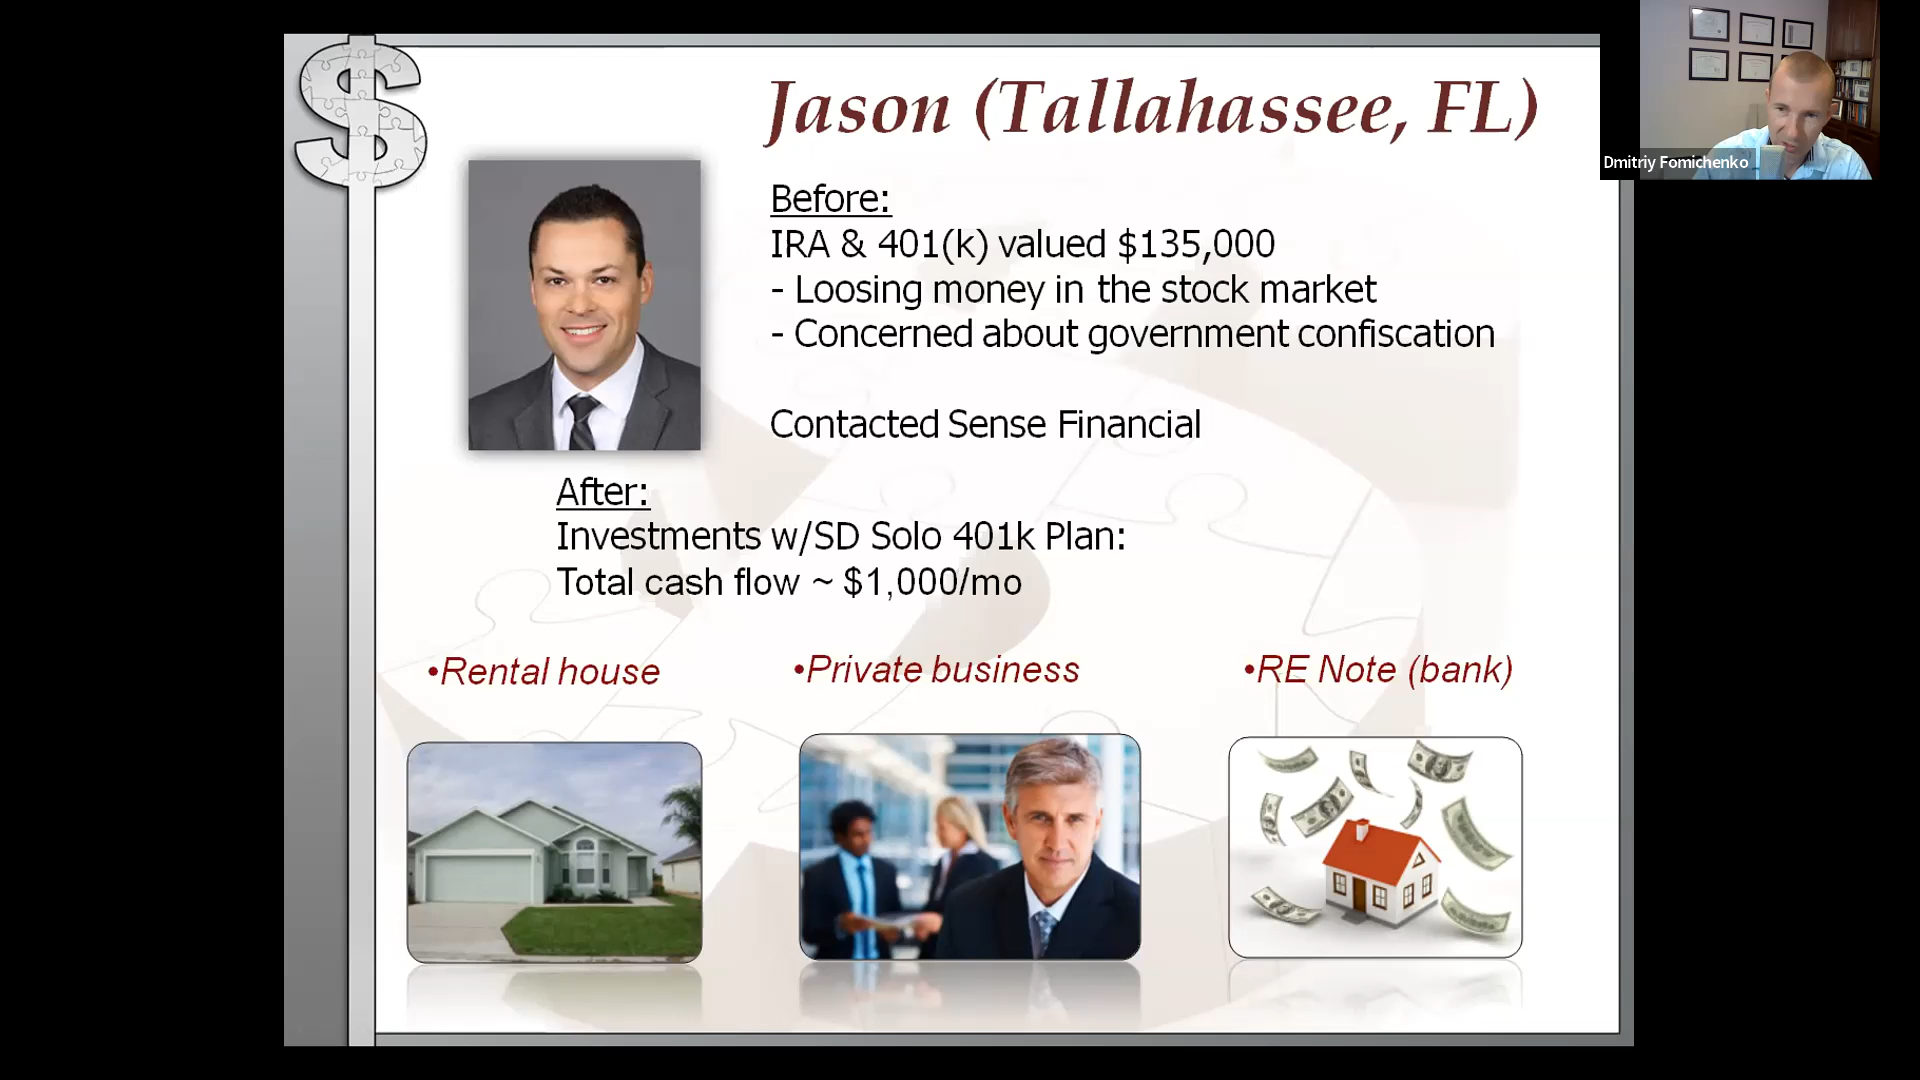 Jason (Tallahassee, FL)
Dmitriy Fomichenko
Before:
IRA & 401(k) valued $135,000
- Loosing money in the stock market
- Concerned about government confiscation
Contacted Sense Financial
After:
Investments w/SD Solo 401k Plan:
Total cash flow ~ $1,000/mo
•Rental house
•Private business
•RE Note (bank)